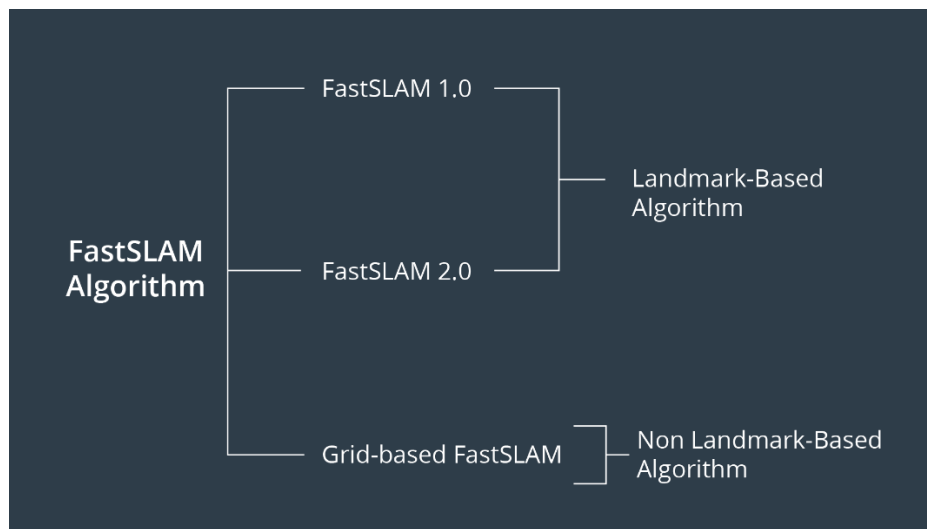 FastSLAM 1.0
Landmark-Based
Algorithm
FastSLAM
Algorithm
FastSLAM 2.0
Grid-based FastSLAM
Non Landmark-Based
Algorithm